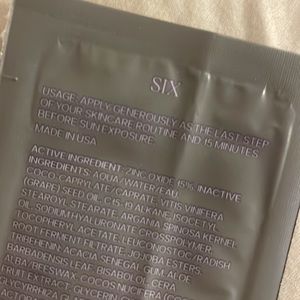 SIX
USAGE: APPLY GENEROUSLY AS THE LAST STEP
OF YOUR SKINCARE ROUTINE AND 15 MINUTES
BEFORE SUN EXPOSURE.
MADE IN USA
ACTIVE INGREDIENT: ZINC OXIDE 15%. INACTIVE
INGREDIENTS: AQUA/WATER/EAU,
COCO CAPRYLATE/CAPRATE, VITIS VINIFERA
(GRAPE) SEED OIL, C15-19 ALKANE, ISOCETYL
STEAROYL STEARATE, ARGANIA SPINOSA KERNEL
OIL, SODIUM HYALURONATE CROSSPOLYMER,
TOCOPHERYL ACETATE, LEUCONOSTOC/RADISH
ROOT FERMENT FILTRATE, JOJOBA ESTERS,
TRIBEHENIN, ACACIA SENEGAL GUM, ALOE
BARBADENSIS LEAF, BISABOLOL, CERA
ALBA/BEESWAX, COCOS NUCIFERA
FRUIT EXTRACT, GLYCERIN
GLYCYRRHIZA